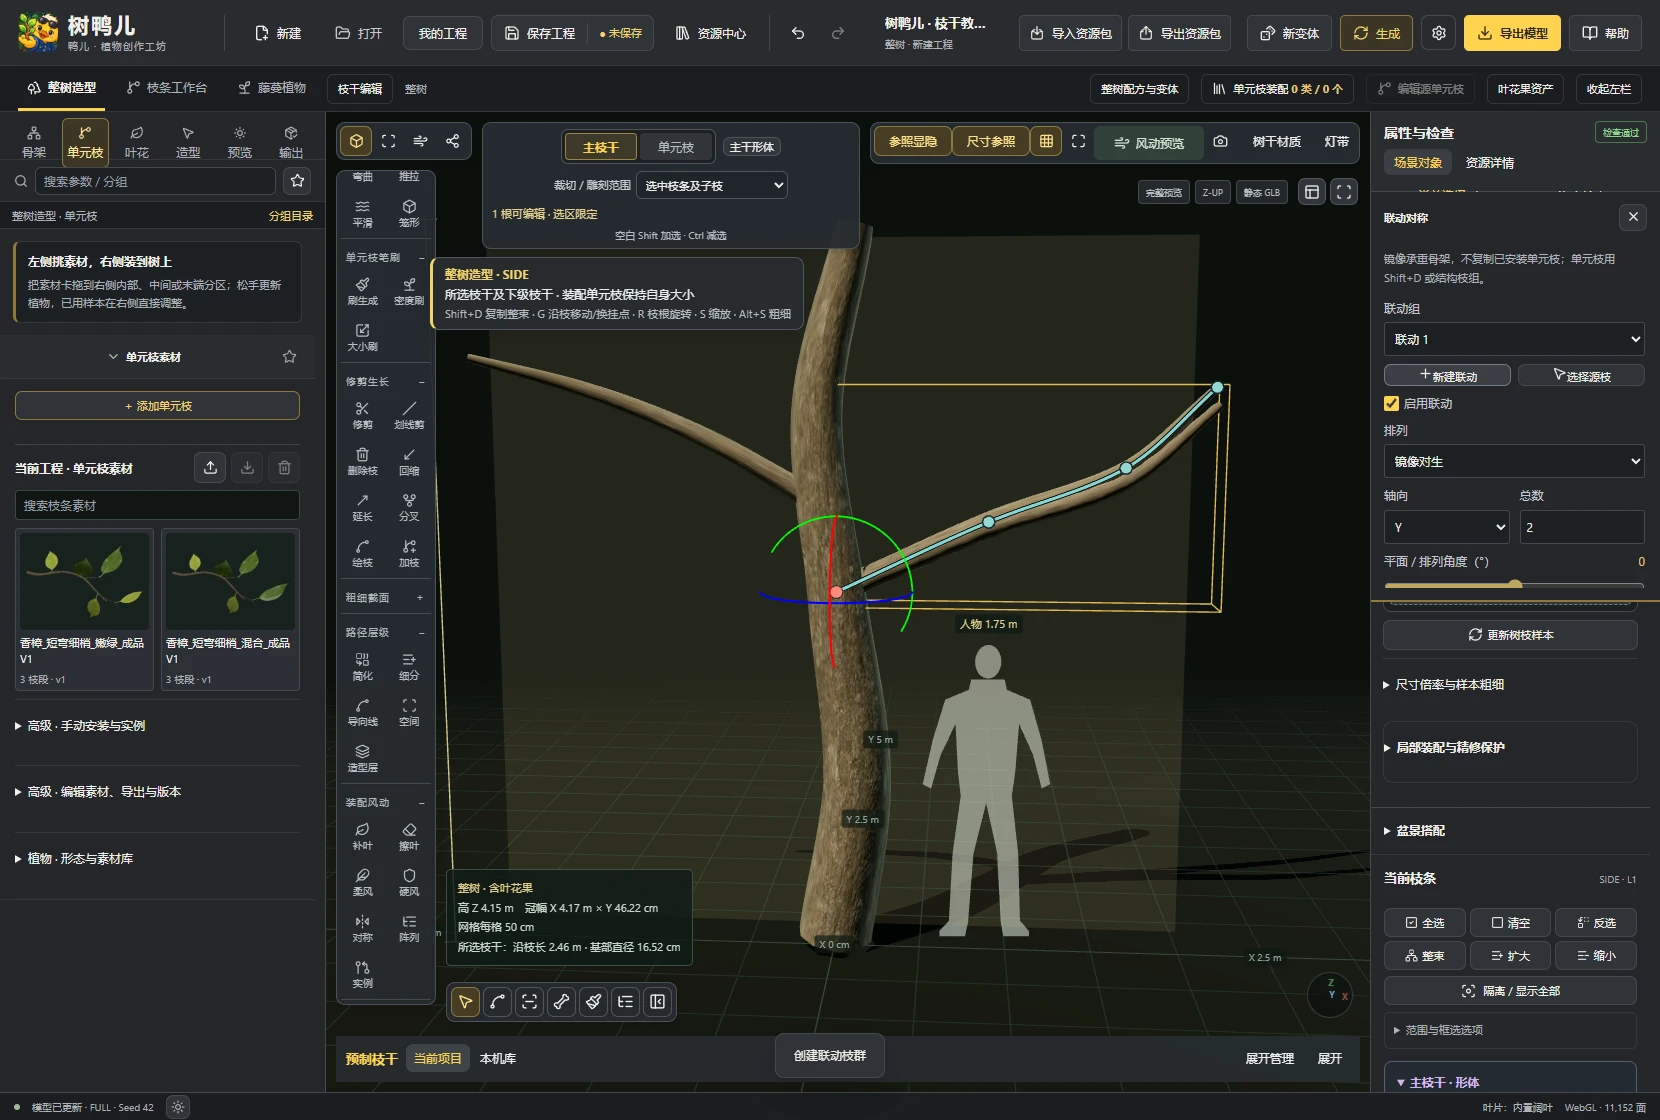 树鸭儿
鸭儿 · 植物创作工坊
新建
打开
我的工程
保存工程
未保存
资源中心
树鸭儿 · 枝干教...
整树 · 新建工程
导入资源包
导出资源包
新变体
生成
导出模型
帮助
整树造型
枝条工作台
藤蔓植物
枝干编辑
整树
整树配方与变体
单元枝装配 0 类 / 0 个
编辑源单元枝
叶花果资产
收起左栏
骨架
单元枝
叶花
造型
预览
输出
搜索参数 / 分组
整树造型 · 单元枝
分组目录
左侧挑素材，右侧装到树上
把素材卡拖到右侧内部、中间或末端分区；松手更新
植物，已用样本在右侧直接调整。
单元枝素材
+ 添加单元枝
当前工程 · 单元枝素材
搜索枝条素材
香樟_短穹细梢_嫩绿_成品
V1
3 枝段 · v1
香樟_短穹细梢_混合_成品
V1
3 枝段 · v1
高级 · 手动安装与实例
高级 · 编辑素材、导出与版本
植物 · 形态与素材库
弯曲
推拉
平滑
笼形
单元枝笔刷
刷生成
密度刷
大小刷
修剪生长
修剪
划线剪
删除枝
回缩
延长
分叉
绘枝
加枝
粗细截面
路径层级
简化
细分
导向线
空间
造型层
装配风动
补叶
擦叶
柔风
硬风
对称
阵列
实例
主枝干
单元枝
主干形体
裁切 / 雕刻范围
选中枝条及子枝
1 根可编辑 · 选区限定
空白 Shift 加选 · Ctrl 减选
整树造型 · SIDE
所选枝干及下级枝干 · 装配单元枝保持自身大小
Shift+D 复制整束 · G 沿枝移动/换挂点 · R 枝根旋转 · S 缩放 · Alt+S 粗细
参照显隐
尺寸参照
风动预览
树干材质
灯带
完整预览
Z-UP
静态 GLB
人物 1.75 m
Y 5 m
Y 2.5 m
X 0 cm
X 2.5 m
m
整树 · 含叶花果
高 Z 4.15 m 冠幅 X 4.17 m × Y 46.22 cm
网格每格 50 cm
所选枝干：沿枝长 2.46 m · 基部直径 16.52 cm
Z
Y
X
预制枝干
当前项目
本机库
创建联动枝群
展开管理
展开
属性与检查
检查通过
场景对象
资源详情
联动对称
镜像承重骨架，不复制已安装单元枝；单元枝用
Shift+D 或结构枝组。
联动组
联动 1
新建联动
选择源枝
启用联动
排列
镜像对生
轴向
总数
Y
2
平面 / 排列角度（°）
0
更新树枝样本
尺寸倍率与样本粗细
局部装配与精修保护
盆景搭配
当前枝条
SIDE · L1
全选
清空
反选
整束
扩大
缩小
隔离 / 显示全部
范围与框选选项
主枝干 · 形体
模型已更新 · FULL · Seed 42
叶片：内置阔叶
WebGL · 11,152 面